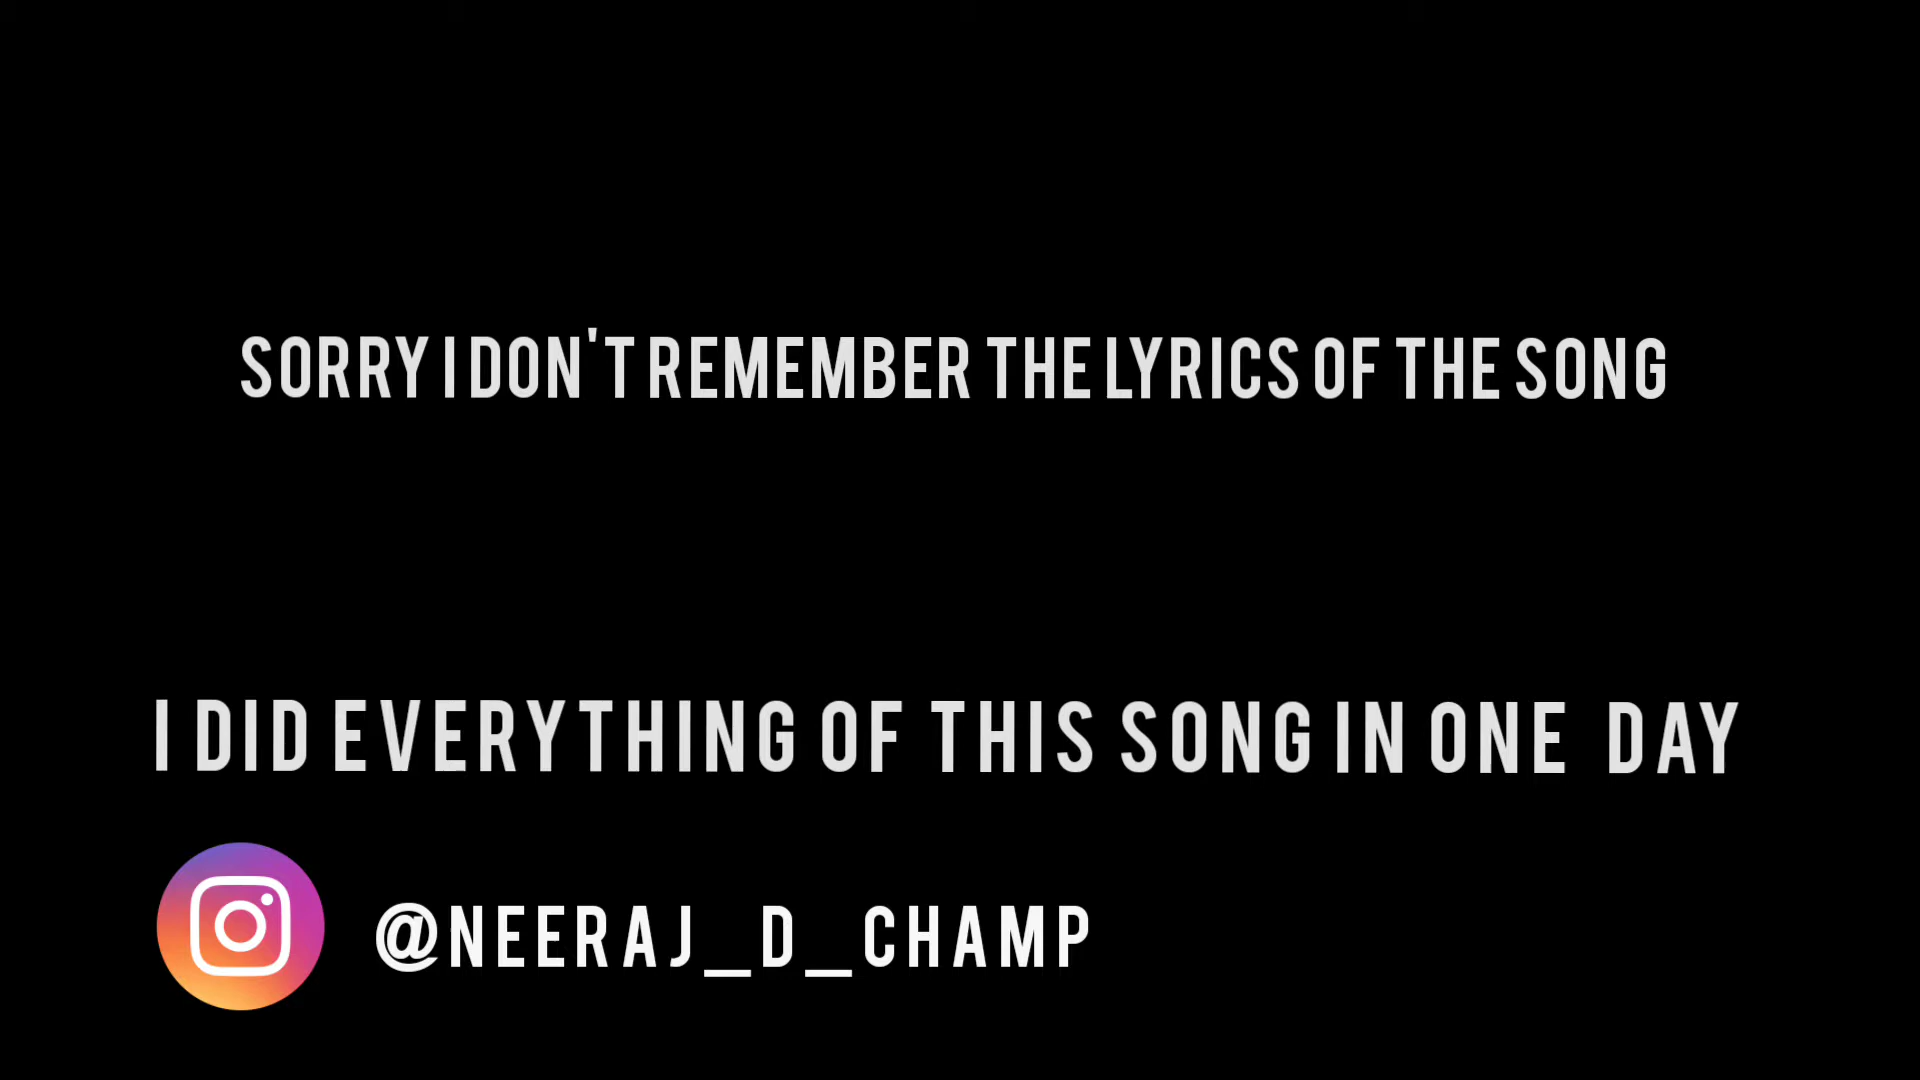 SORRY I DON'T REMEMBER THE LYRICS OF THE SONG
I DID EVERYTHING OF THIS SONG IN ONE DAY
@NEERAJ_D_CHAMP